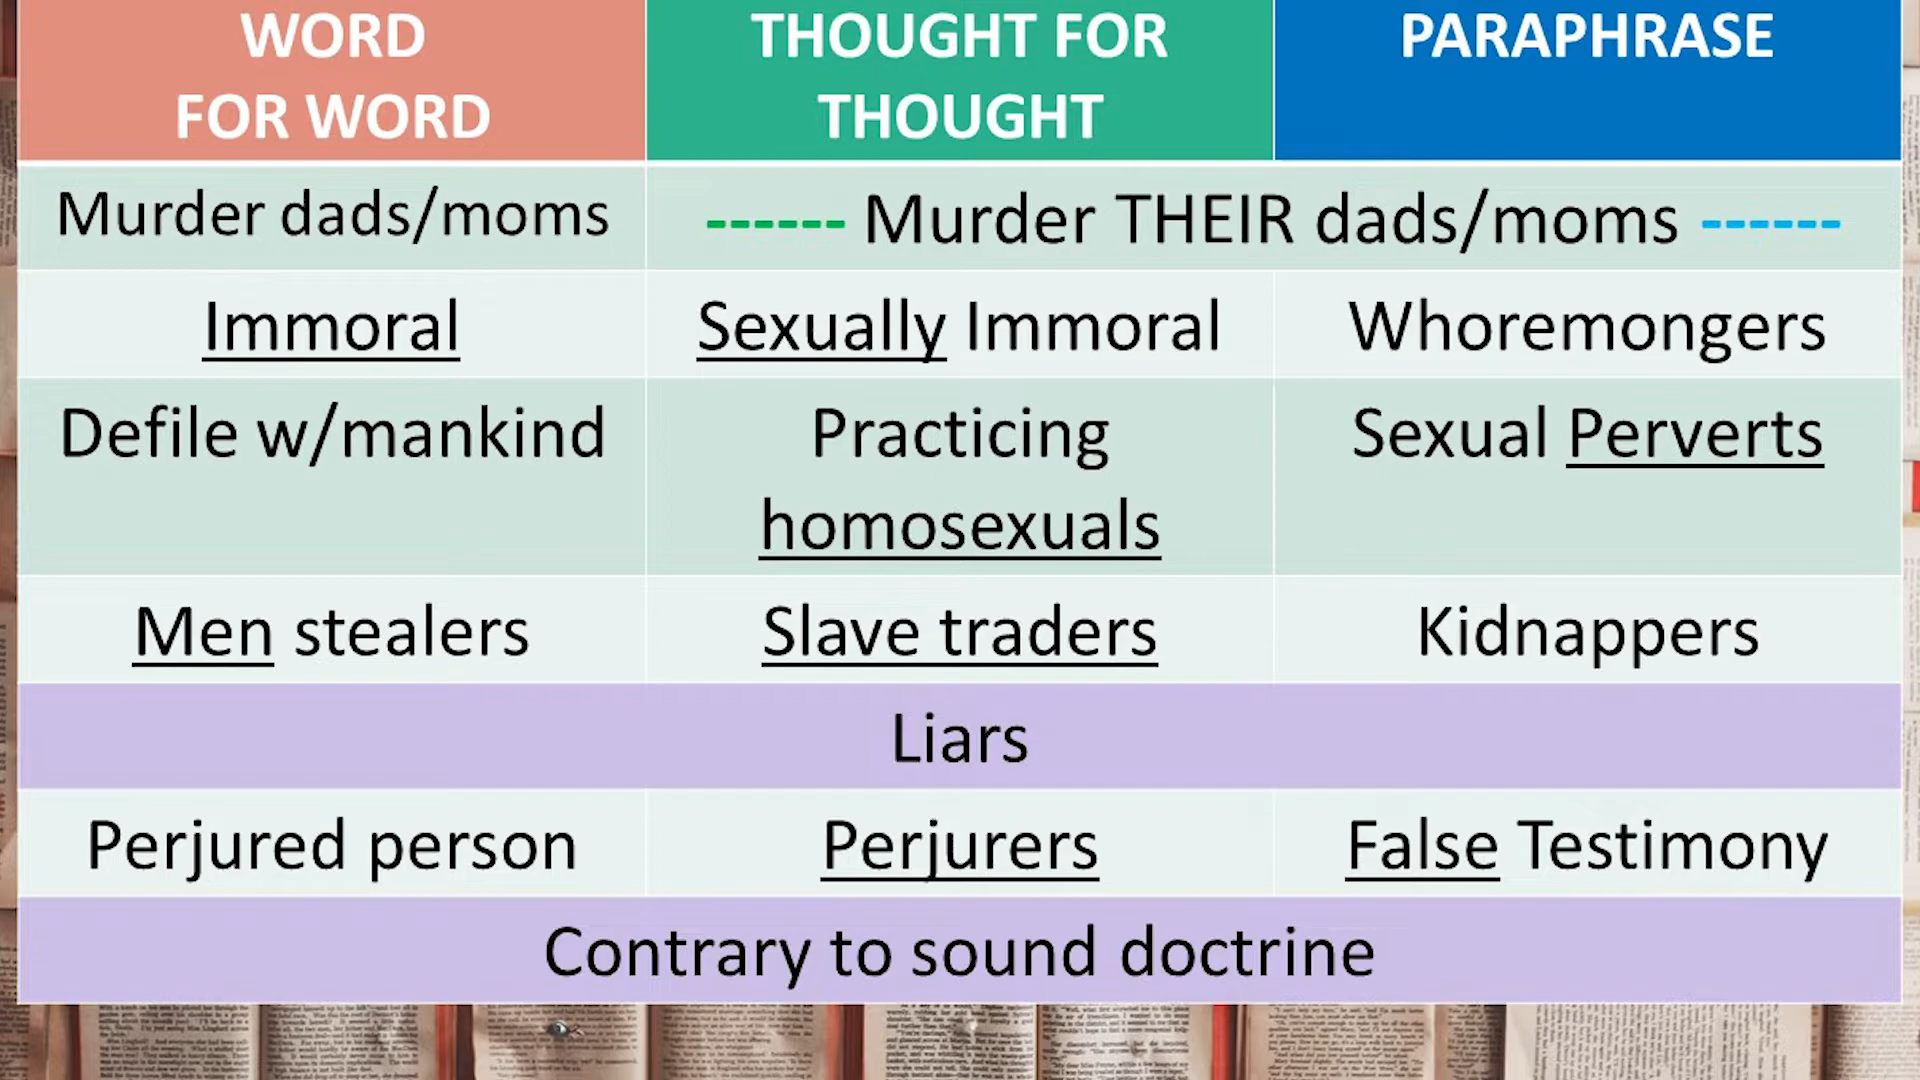 WORD
FOR WORD
THOUGHT FOR
THOUGHT
PARAPHRASE
Murder dads/moms
------ Murder THEIR dads/moms ------
Immoral
Sexually Immoral
Whoremongers
Defile w/mankind
Practicing
homosexuals
Sexual Perverts
Men stealers
Slave traders
Kidnappers
Liars
Perjured person
Perjurers
False Testimony
Contrary to sound doctrine